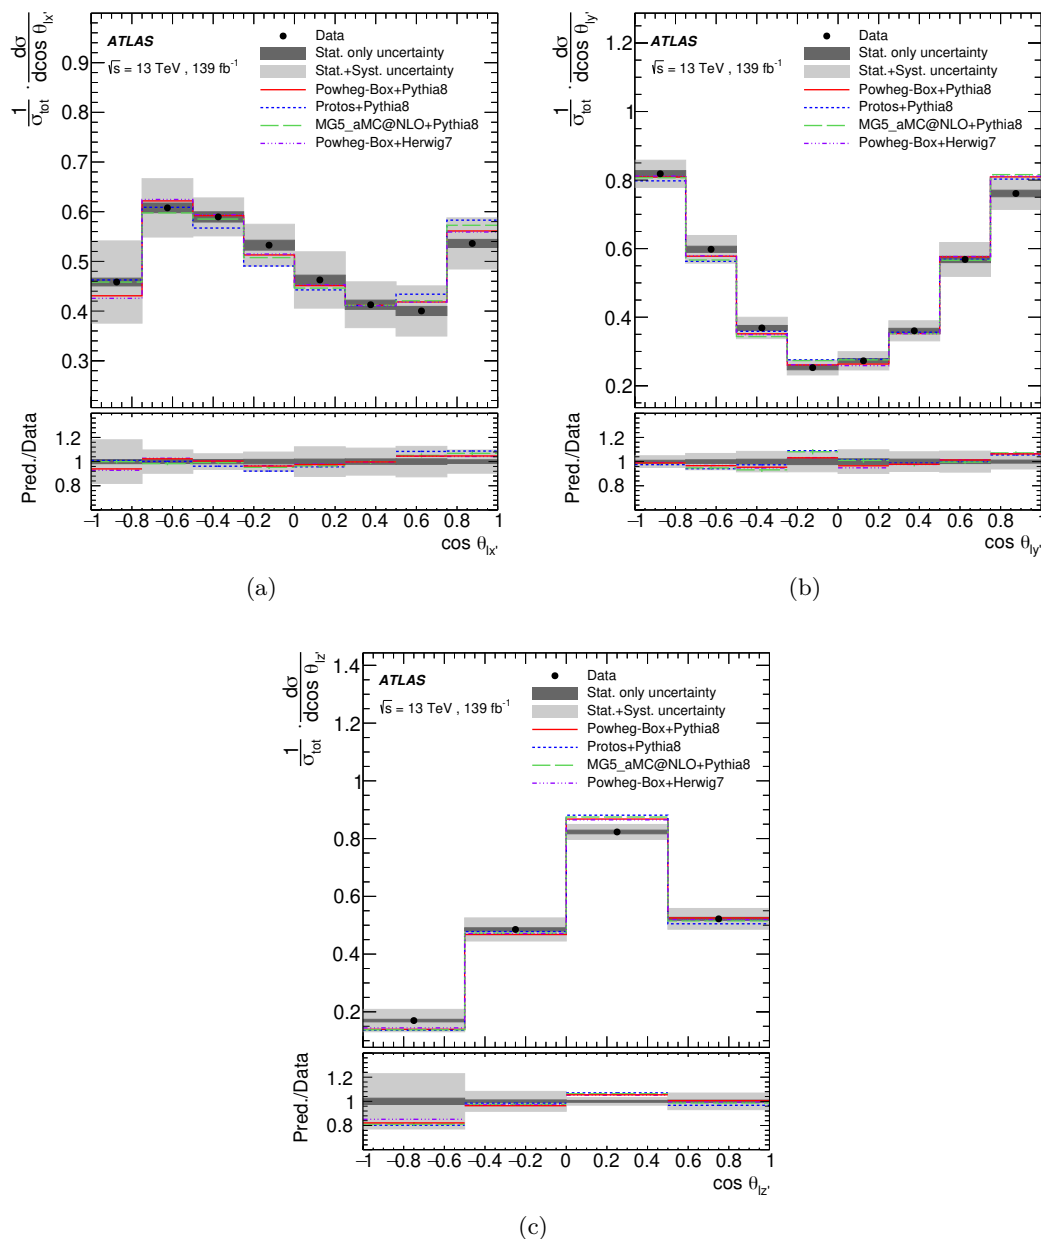 1/σ_tot · dσ/dcos θ_lx'
ATLAS
√s = 13 TeV , 139 fb⁻¹
Data
Stat. only uncertainty
Stat.+Syst. uncertainty
Powheg-Box+Pythia8
Protos+Pythia8
MG5_aMC@NLO+Pythia8
Powheg-Box+Herwig7
0.9
0.8
0.7
0.6
0.5
0.4
0.3
Pred./Data
1.2
1
0.8
−1 −0.8 −0.6 −0.4 −0.2 0 0.2 0.4 0.6 0.8 1
cos θ_lx'
(a)
1/σ_tot · dσ/dcos θ_ly'
ATLAS
√s = 13 TeV , 139 fb⁻¹
Data
Stat. only uncertainty
Stat.+Syst. uncertainty
Powheg-Box+Pythia8
Protos+Pythia8
MG5_aMC@NLO+Pythia8
Powheg-Box+Herwig7
1.2
1
0.8
0.6
0.4
0.2
Pred./Data
1.2
1
0.8
−1 −0.8 −0.6 −0.4 −0.2 0 0.2 0.4 0.6 0.8 1
cos θ_ly'
(b)
1/σ_tot · dσ/dcos θ_lz'
ATLAS
√s = 13 TeV , 139 fb⁻¹
Data
Stat. only uncertainty
Stat.+Syst. uncertainty
Powheg-Box+Pythia8
Protos+Pythia8
MG5_aMC@NLO+Pythia8
Powheg-Box+Herwig7
1.4
1.2
1
0.8
0.6
0.4
0.2
Pred./Data
1.2
1
0.8
−1 −0.8 −0.6 −0.4 −0.2 0 0.2 0.4 0.6 0.8 1
cos θ_lz'
(c)